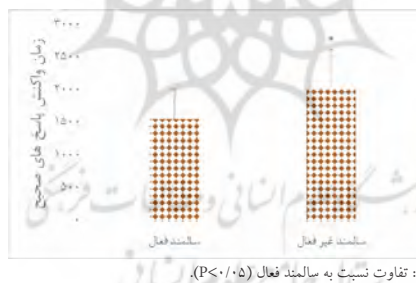 زمان واکنش پاسخ های صحیح
۳۰۰۰
۲۵۰۰
۲۰۰۰
۱۵۰۰
۱۰۰۰
۵۰۰
۰
*
سالمند فعال
سالمند غیر فعال
: تفاوت نسبت به سالمند فعال (P<۰/۰۵).